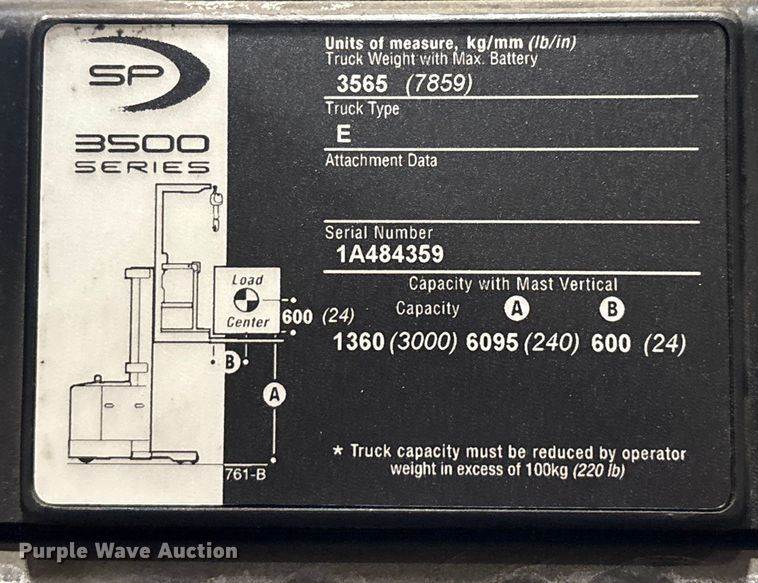 SP
3500
SERIES
Units of measure, kg/mm (lb/in)
Truck Weight with Max. Battery
3565 (7859)
Truck Type
E
Attachment Data
Serial Number
1A484359
Capacity with Mast Vertical
Capacity A B
1360 (3000) 6095 (240) 600 (24)
Load
Center
600 (24)
B
A
761-B
* Truck capacity must be reduced by operator
weight in excess of 100kg (220 lb)
Purple Wave Auction